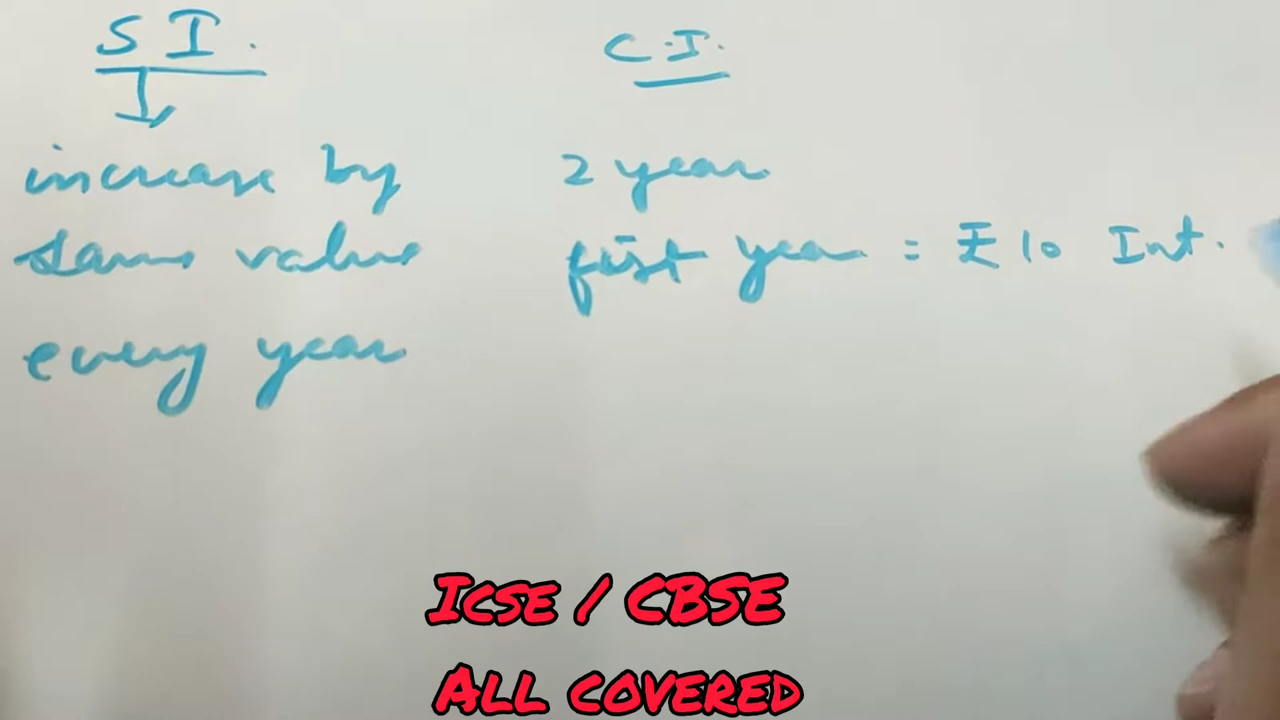 S I.
increase by
same value
every year
C.I.
2 year
first year = ₹10 Int.
ICSE / CBSE
ALL COVERED